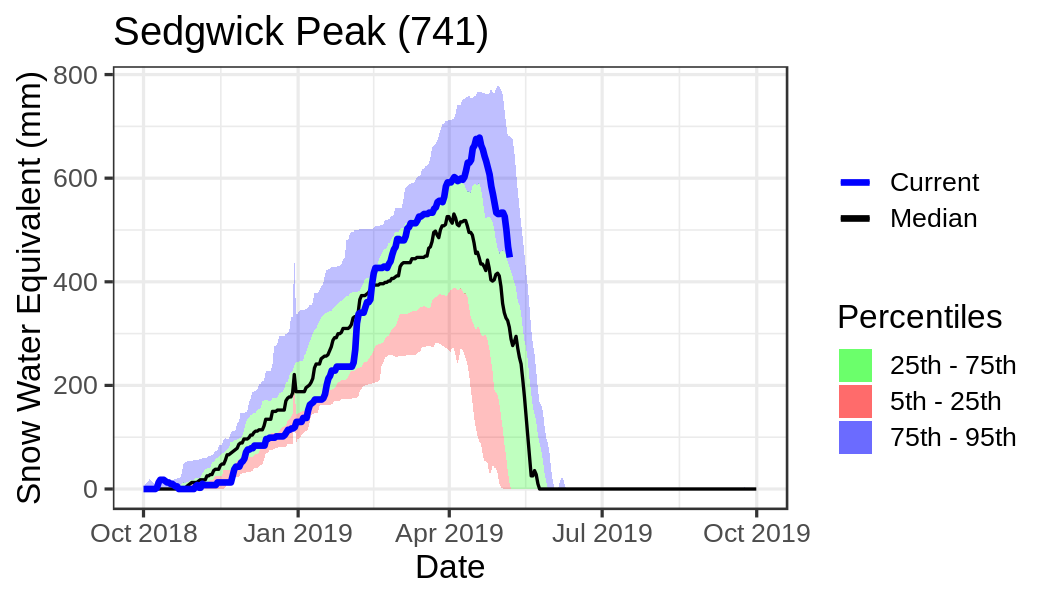 Sedgwick Peak (741)
Snow Water Equivalent (mm)
800
600
400
200
0
Oct 2018 Jan 2019 Apr 2019 Jul 2019 Oct 2019
Date
Current
Median
Percentiles
25th - 75th
5th - 25th
75th - 95th